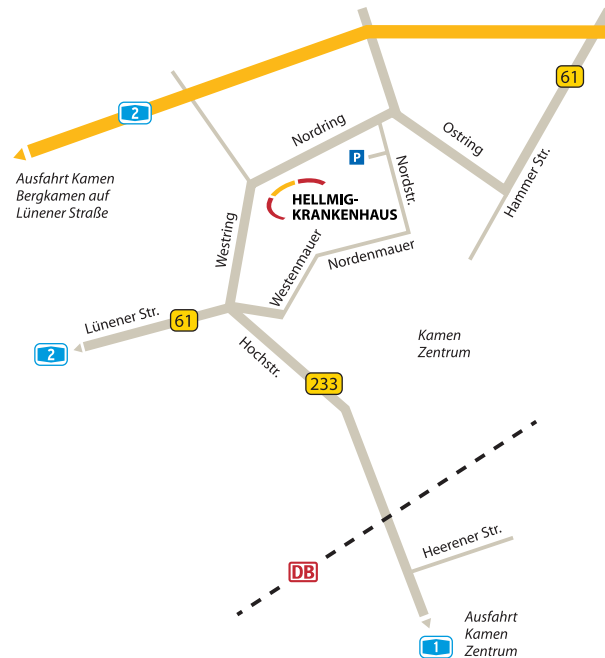 61
2
Nordring
Ostring
Hammer Str.
P
Nordstr.
Ausfahrt Kamen
Bergkamen auf
Lünener Straße
HELLMIG-
KRANKENHAUS
Westring
Westenmauer
Nordenmauer
Lünener Str.
61
2
Hochstr.
Kamen
Zentrum
233
Heerener Str.
DB
Ausfahrt
Kamen
Zentrum
1